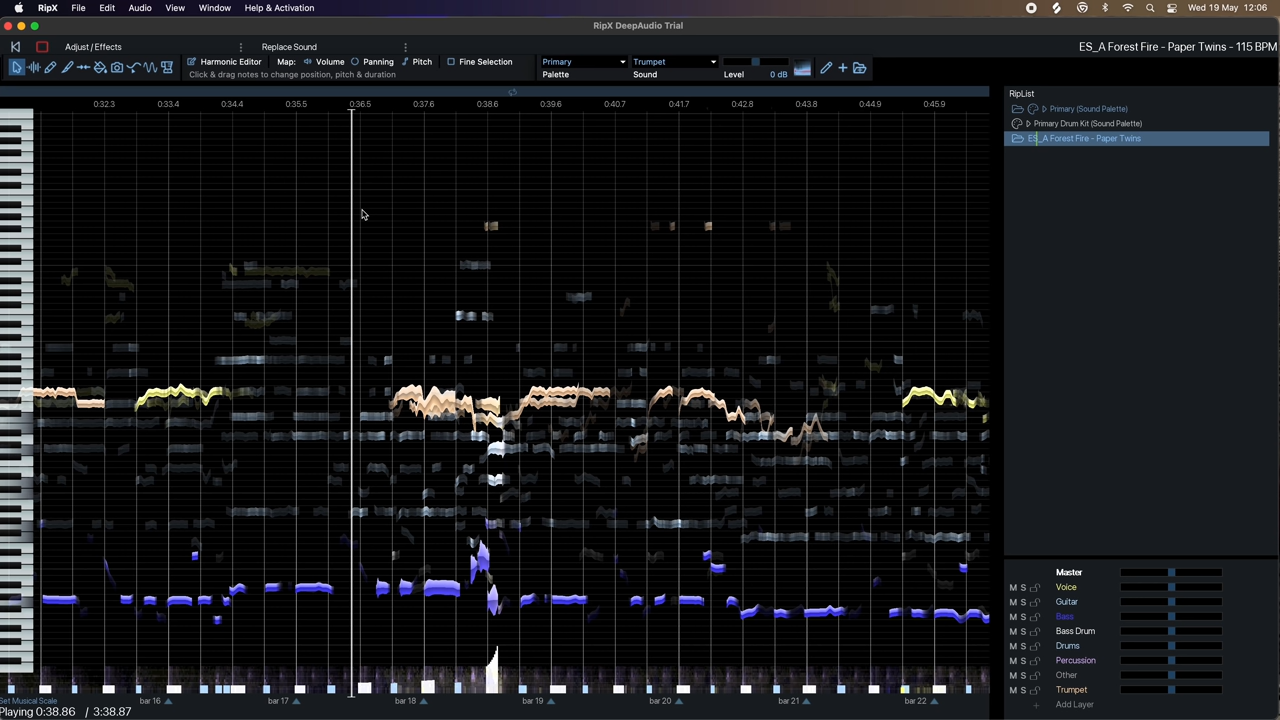 RipX File Edit Audio View Window Help & Activation Wed 19 May 12:06
RipX DeepAudio Trial
Adjust / Effects Replace Sound ES_A Forest Fire - Paper Twins - 115 BPM
Harmonic Editor Map: Volume Panning Pitch Fine Selection Primary Trumpet 0 dB
Click & drag notes to change position, pitch & duration Palette Sound Level
0:32.3 0:33.4 0:34.4 0:35.5 0:36.5 0:37.6 0:38.6 0:39.6 0:40.7 0:41.7 0:42.8 0:43.8 0:44.9 0:45.9
RipList
Primary (Sound Palette)
Primary Drum Kit (Sound Palette)
ES_A Forest Fire - Paper Twins
Master
M S Voice
M S Guitar
M S Bass
M S Bass Drum
M S Drums
M S Percussion
M S Other
M S Trumpet
+ Add Layer
Set Musical Scale bar 16 bar 17 bar 18 bar 19 bar 20 bar 21 bar 22
Playing 0:38.86 / 3:38.87